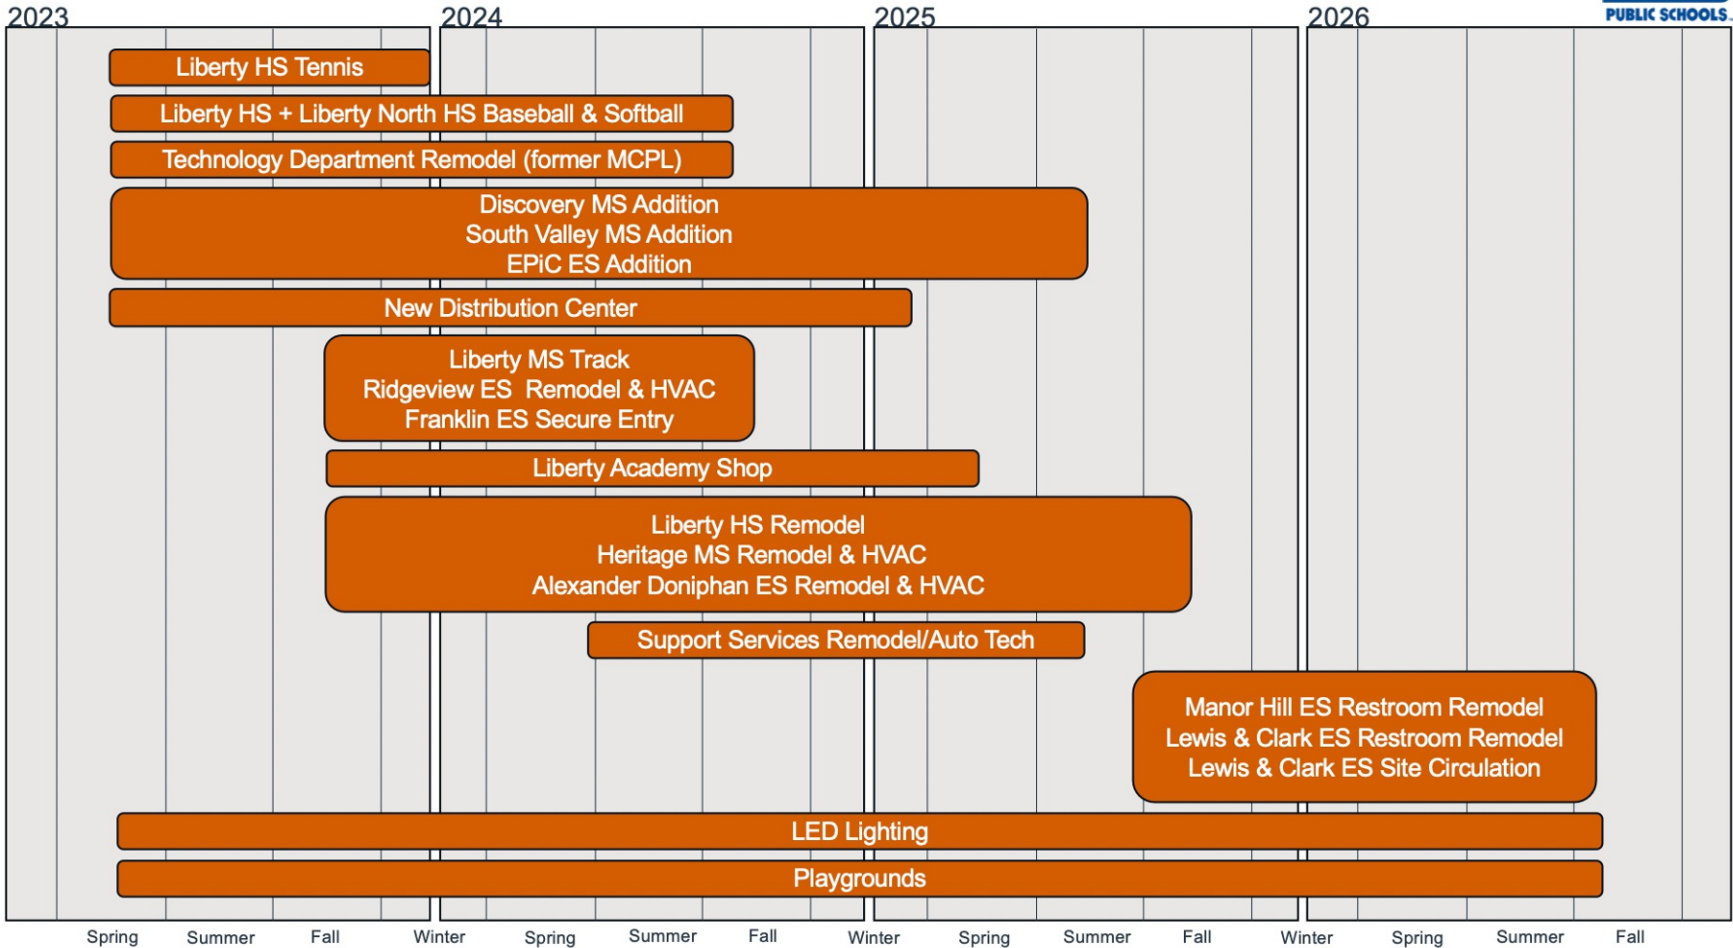 2023 2024 2025 2026
PUBLIC SCHOOLS
Liberty HS Tennis
Liberty HS + Liberty North HS Baseball & Softball
Technology Department Remodel (former MCPL)
Discovery MS Addition
South Valley MS Addition
EPiC ES Addition
New Distribution Center
Liberty MS Track
Ridgeview ES Remodel & HVAC
Franklin ES Secure Entry
Liberty Academy Shop
Liberty HS Remodel
Heritage MS Remodel & HVAC
Alexander Doniphan ES Remodel & HVAC
Support Services Remodel/Auto Tech
Manor Hill ES Restroom Remodel
Lewis & Clark ES Restroom Remodel
Lewis & Clark ES Site Circulation
LED Lighting
Playgrounds
Spring Summer Fall Winter Spring Summer Fall Winter Spring Summer Fall Winter Spring Summer Fall